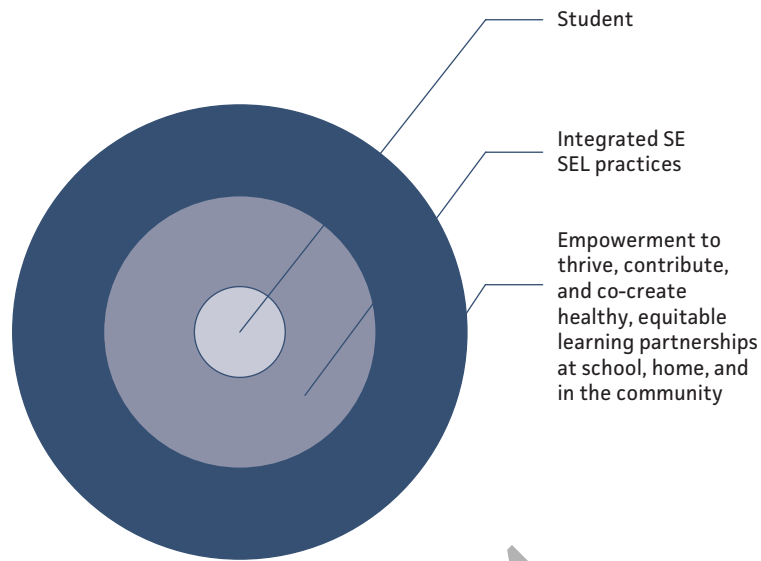 Student
Integrated SE
SEL practices
Empowerment to
thrive, contribute,
and co-create
healthy, equitable
learning partnerships
at school, home, and
in the community